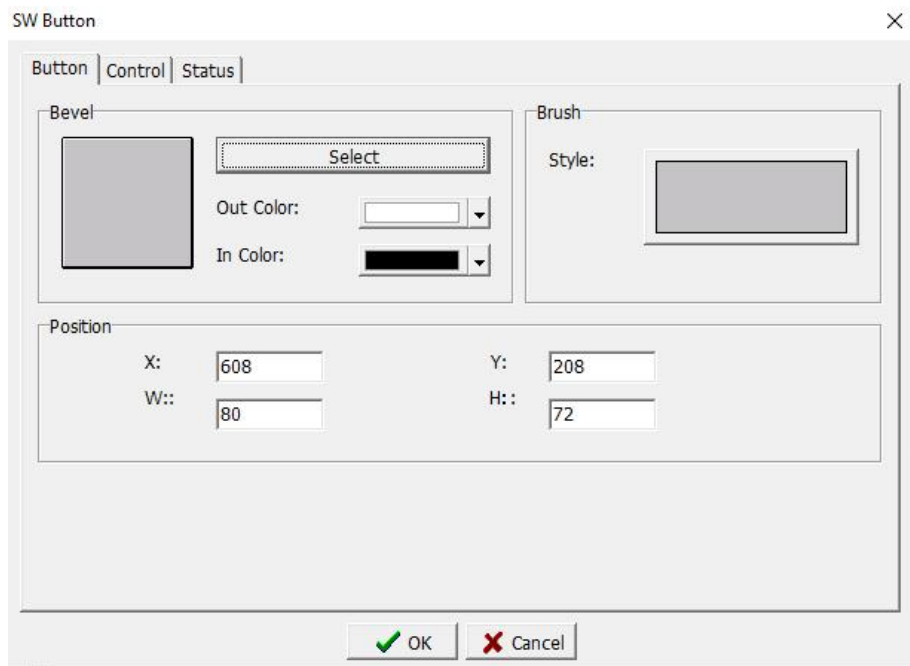 SW Button
Button Control Status
Bevel
Select
Out Color:
In Color:
Brush
Style:
Position
X: 608 Y: 208
W:: 80 H: : 72
OK Cancel